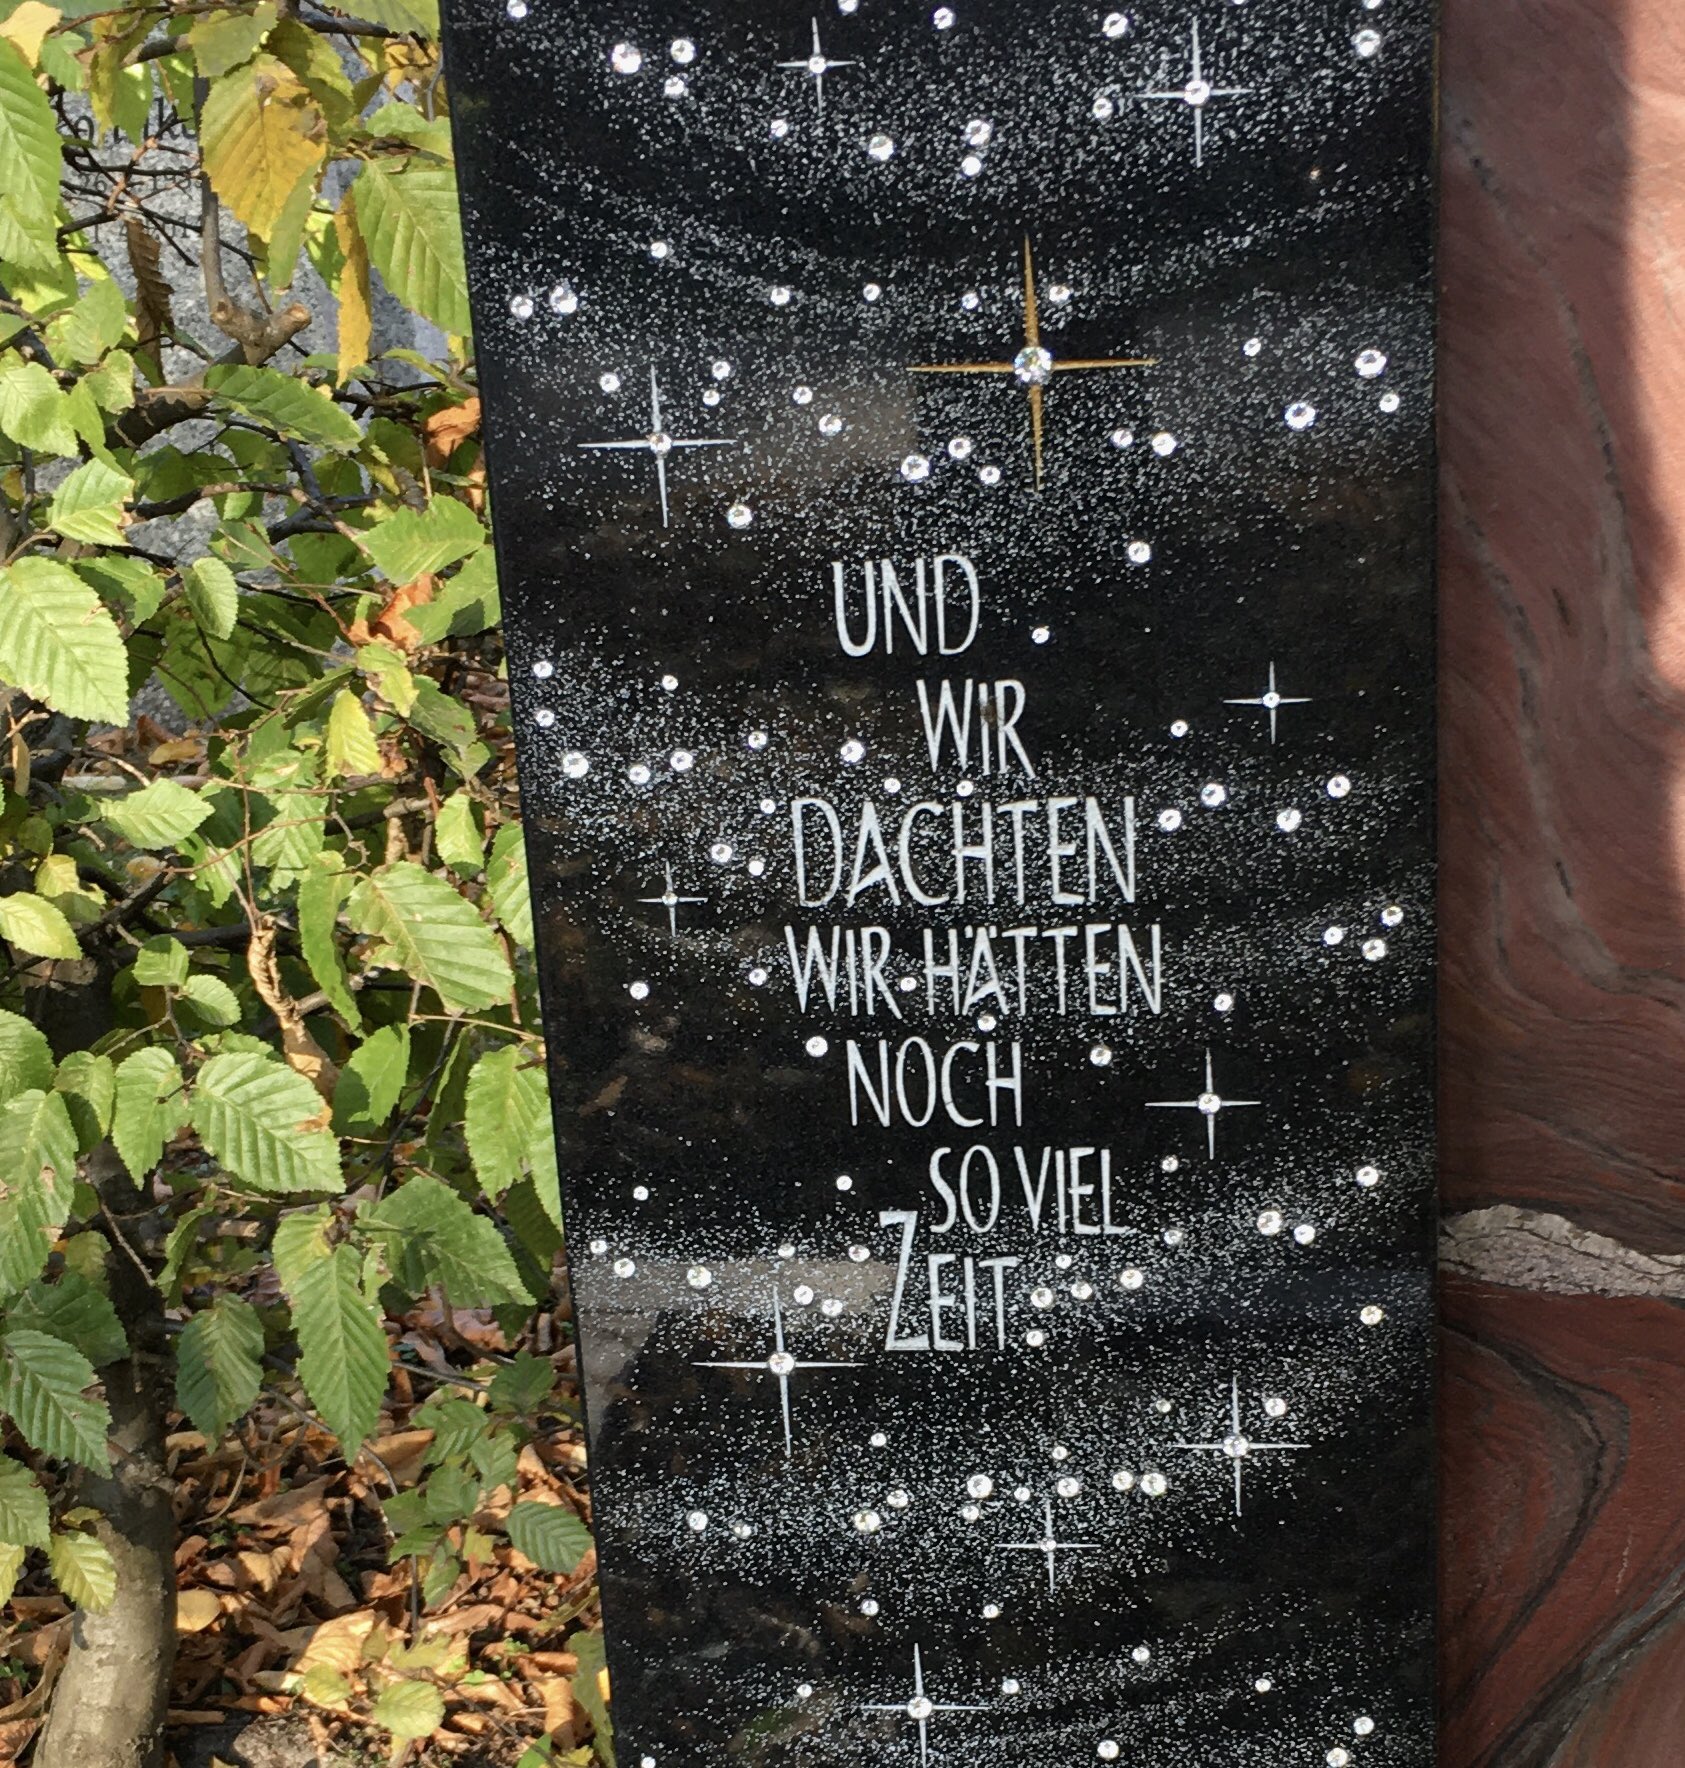 UND
WIR
DACHTEN
WIR HÄTTEN
NOCH
SO VIEL
ZEIT